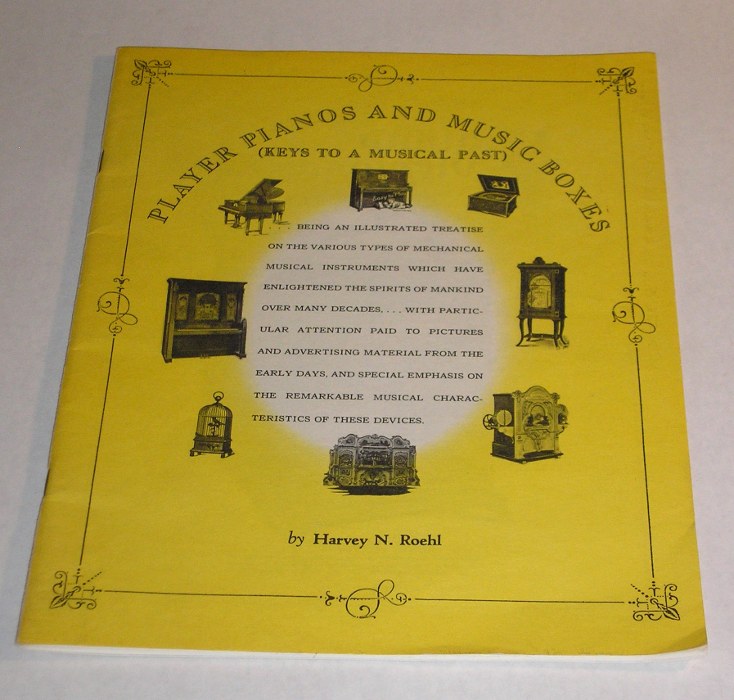 PLAYER PIANOS AND MUSIC BOXES
(KEYS TO A MUSICAL PAST)
. . . BEING AN ILLUSTRATED TREATISE
ON THE VARIOUS TYPES OF MECHANICAL
MUSICAL INSTRUMENTS WHICH HAVE
ENLIGHTENED THE SPIRITS OF MANKIND
OVER MANY DECADES, . . . WITH PARTIC-
ULAR ATTENTION PAID TO PICTURES
AND ADVERTISING MATERIAL FROM THE
EARLY DAYS, AND SPECIAL EMPHASIS ON
THE REMARKABLE MUSICAL CHARAC-
TERISTICS OF THESE DEVICES.
by Harvey N. Roehl